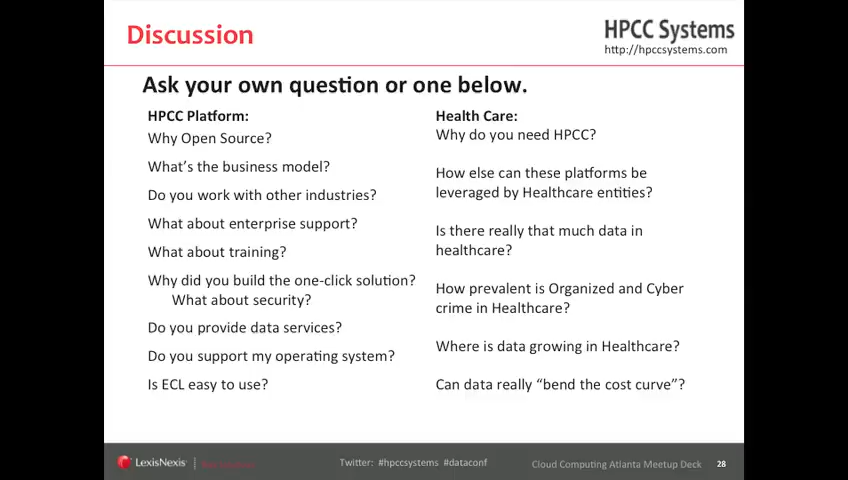 Discussion
HPCC Systems
http://hpccsystems.com
Ask your own question or one below.
HPCC Platform:
Why Open Source?
What's the business model?
Do you work with other industries?
What about enterprise support?
What about training?
Why did you build the one-click solution?
What about security?
Do you provide data services?
Do you support my operating system?
Is ECL easy to use?
Health Care:
Why do you need HPCC?
How else can these platforms be
leveraged by Healthcare entities?
Is there really that much data in
healthcare?
How prevalent is Organized and Cyber
crime in Healthcare?
Where is data growing in Healthcare?
Can data really “bend the cost curve”?
LexisNexis
Twitter: #hpccsystems #dataconf
Cloud Computing Atlanta Meetup Deck
28